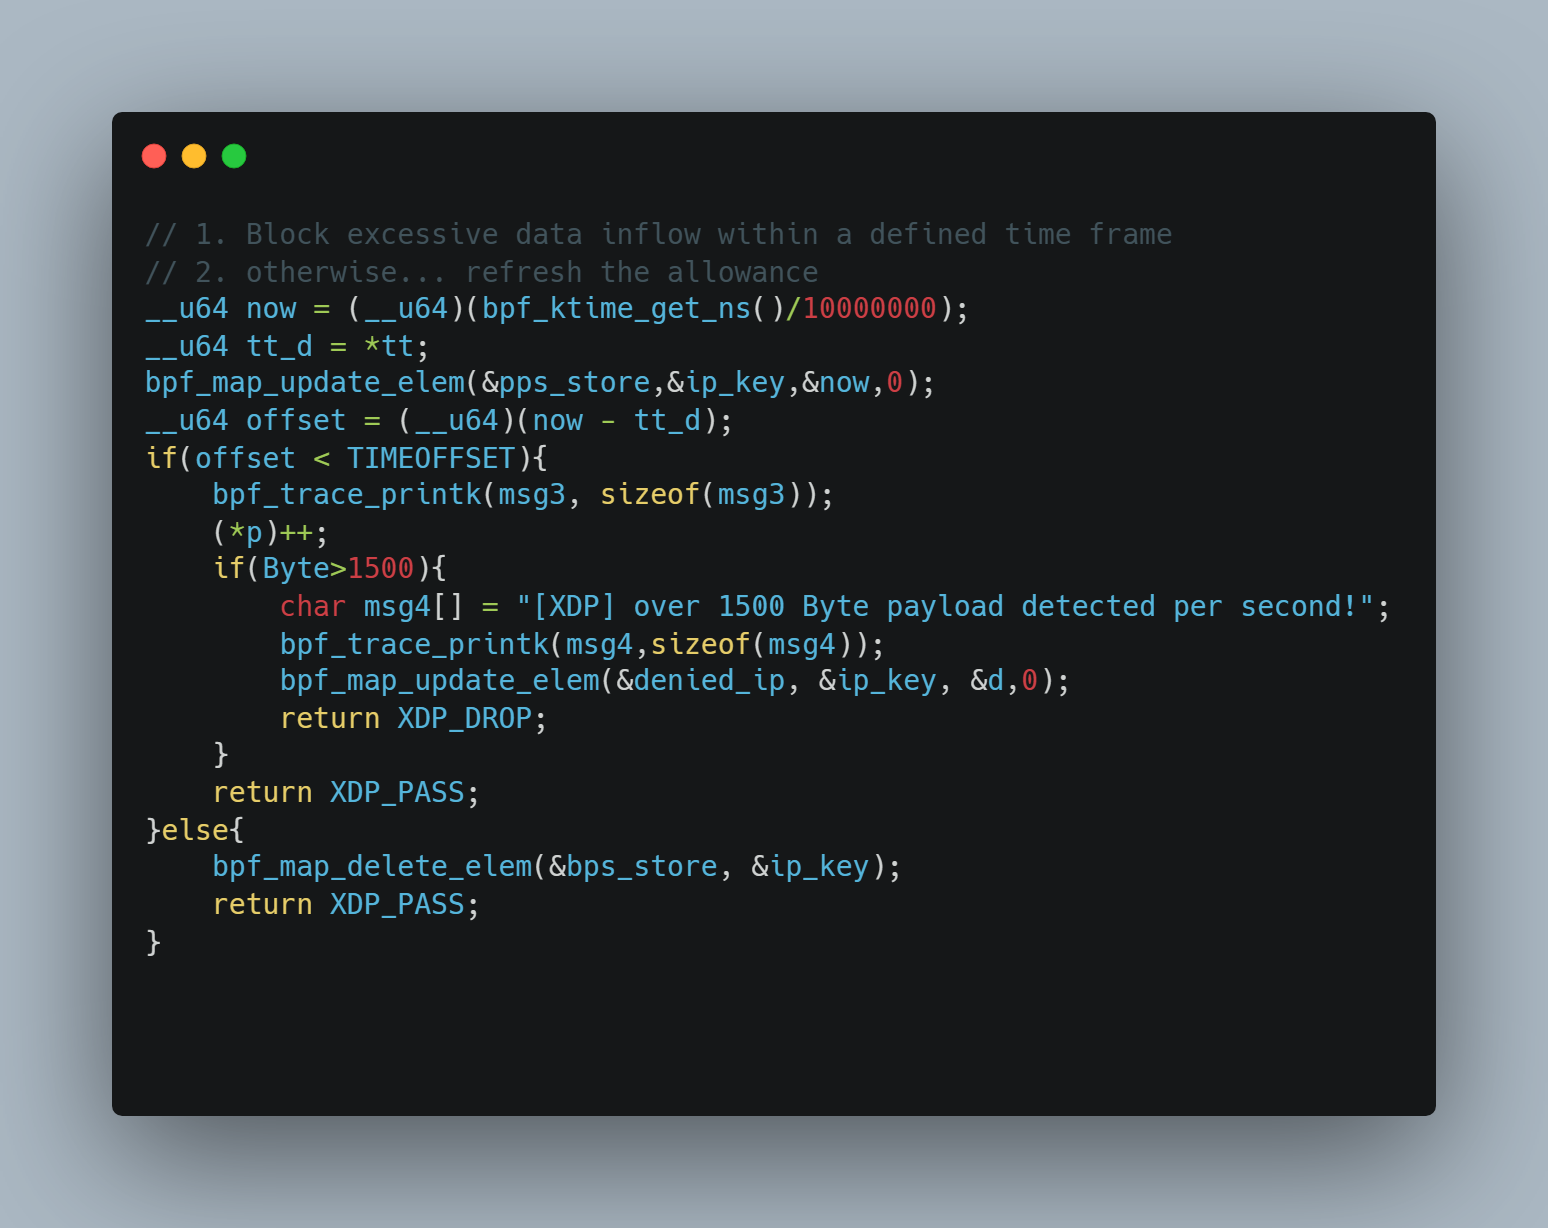 // 1. Block excessive data inflow within a defined time frame
// 2. otherwise... refresh the allowance
__u64 now = (__u64)(bpf_ktime_get_ns()/10000000);
__u64 tt_d = *tt;
bpf_map_update_elem(&pps_store,&ip_key,&now,0);
__u64 offset = (__u64)(now - tt_d);
if(offset < TIMEOFFSET){
    bpf_trace_printk(msg3, sizeof(msg3));
    (*p)++;
    if(Byte>1500){
        char msg4[] = "[XDP] over 1500 Byte payload detected per second!";
        bpf_trace_printk(msg4,sizeof(msg4));
        bpf_map_update_elem(&denied_ip, &ip_key, &d,0);
        return XDP_DROP;
    }
    return XDP_PASS;
}else{
    bpf_map_delete_elem(&bps_store, &ip_key);
    return XDP_PASS;
}